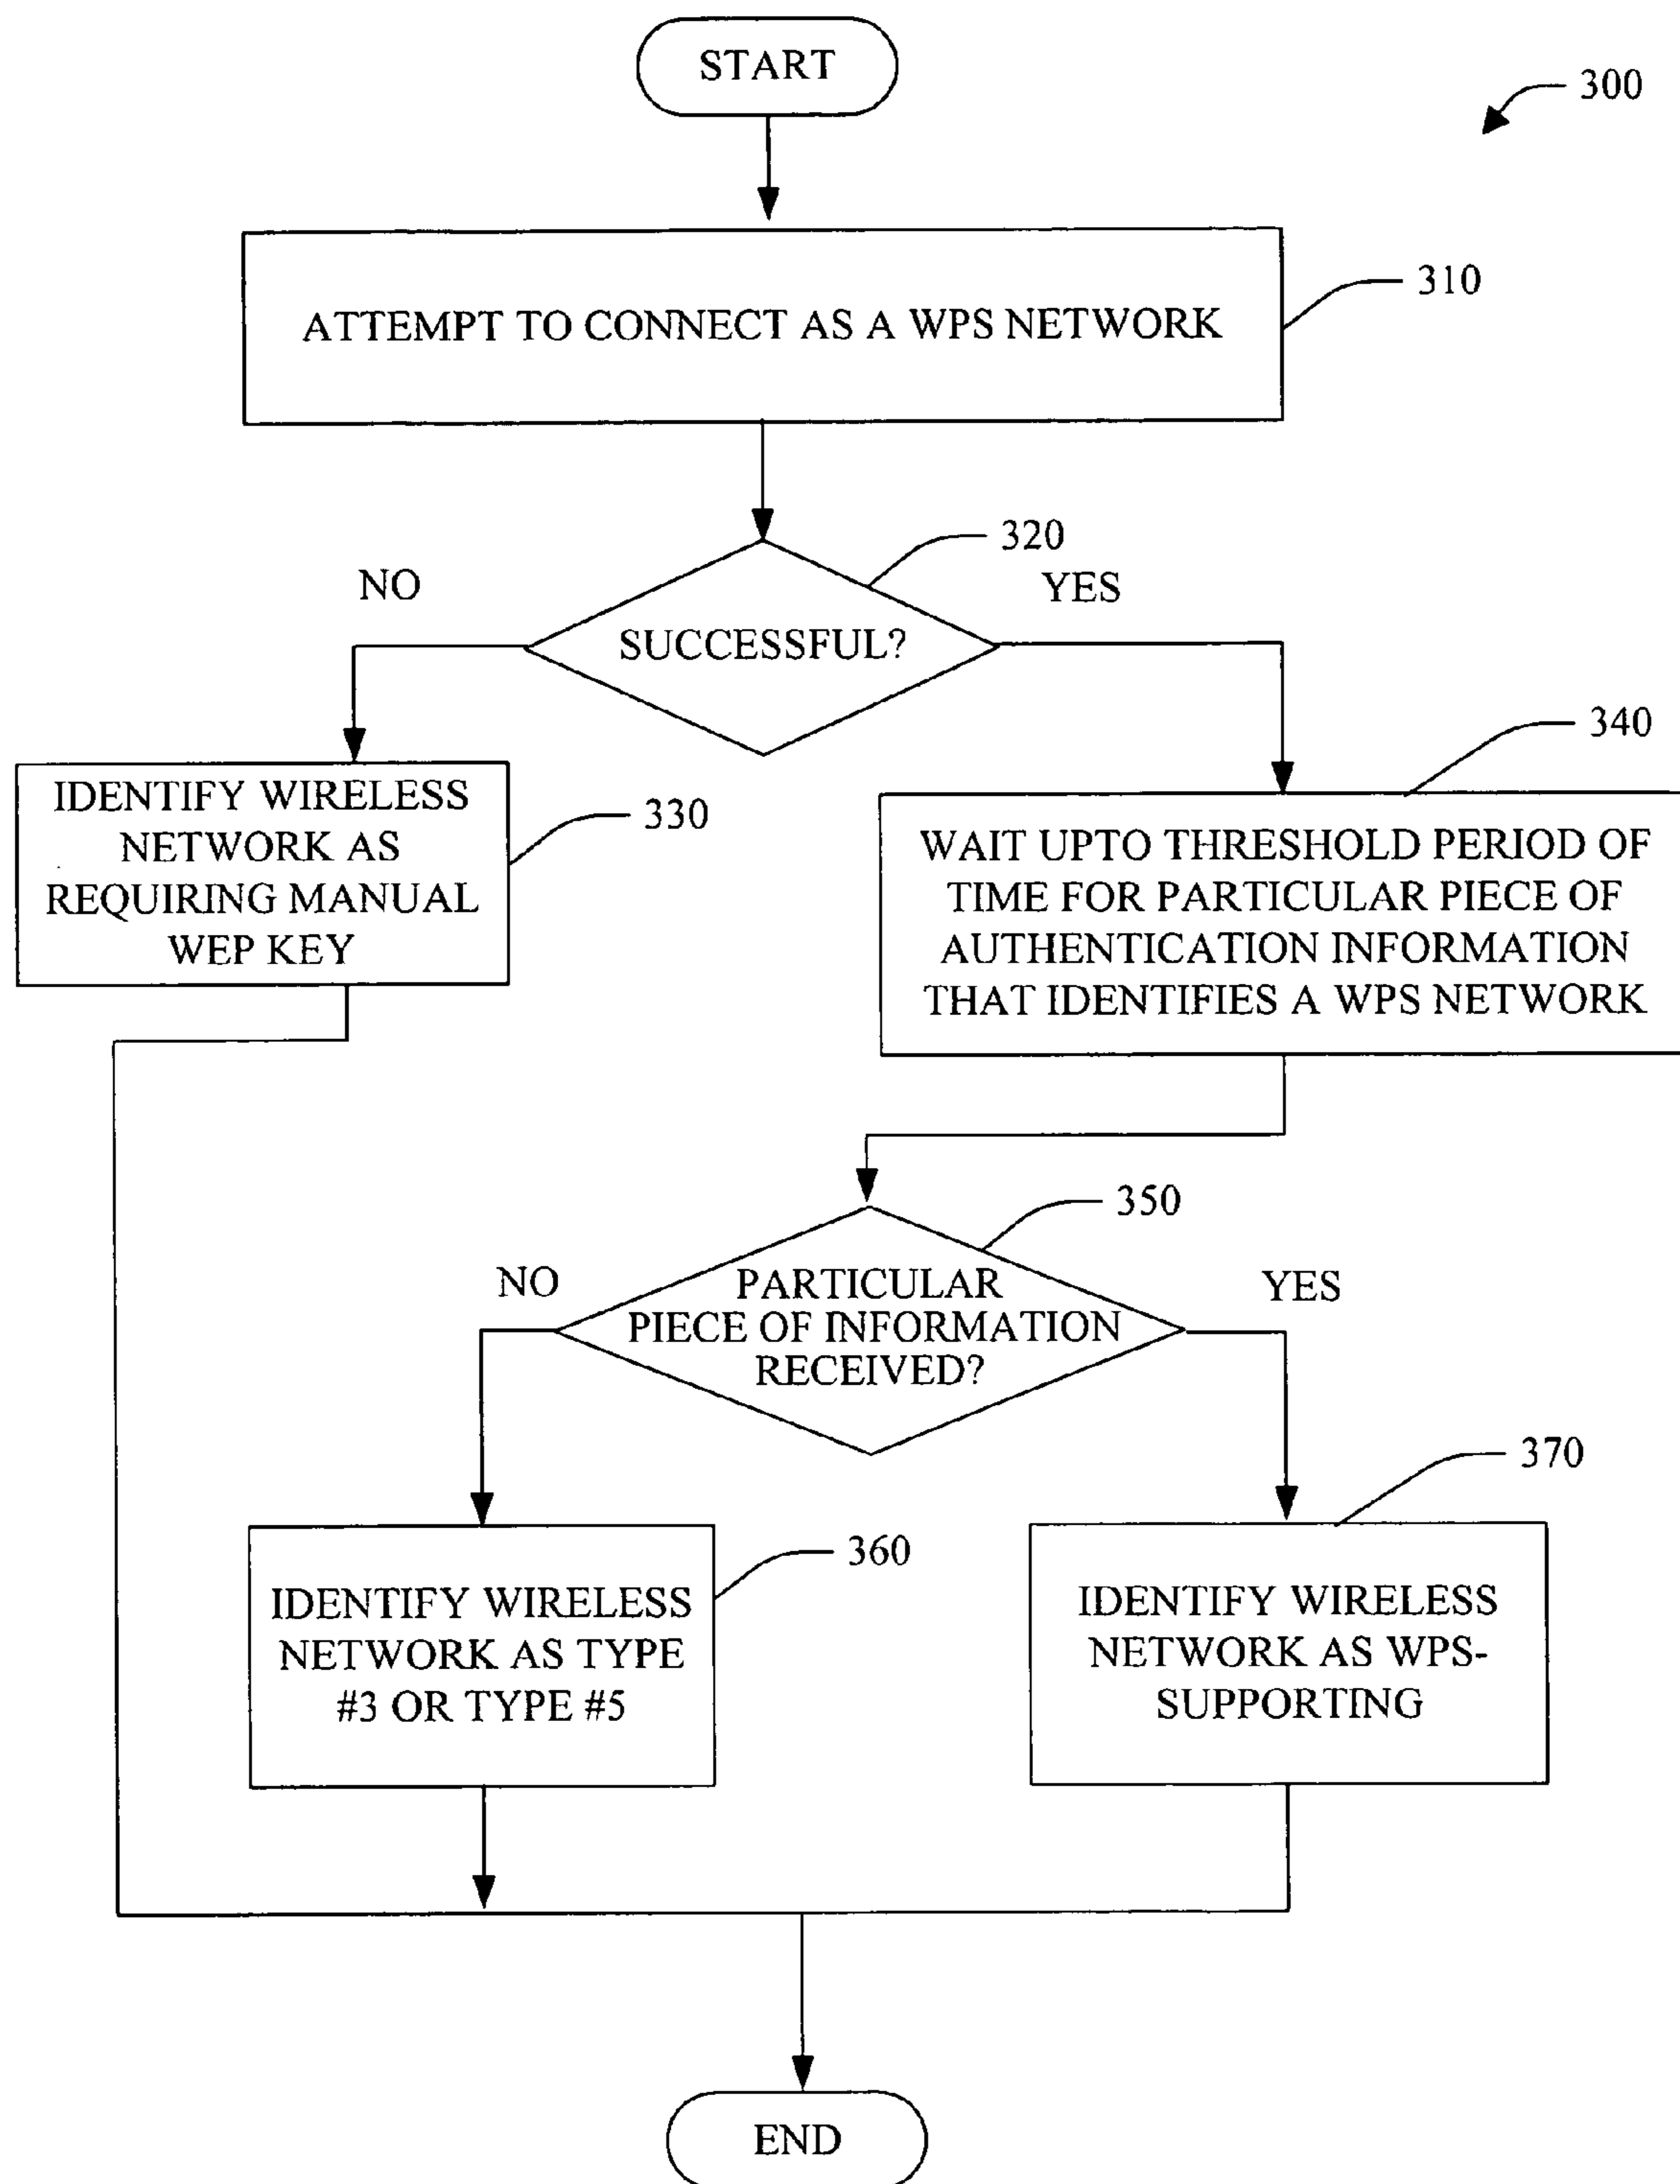 START
300
310
ATTEMPT TO CONNECT AS A WPS NETWORK
320
NO
YES
SUCCESSFUL?
340
330
IDENTIFY WIRELESS
NETWORK AS
REQUIRING MANUAL
WEP KEY
WAIT UPTO THRESHOLD PERIOD OF
TIME FOR PARTICULAR PIECE OF
AUTHENTICATION INFORMATION
THAT IDENTIFIES A WPS NETWORK
350
NO
YES
PARTICULAR
PIECE OF INFORMATION
RECEIVED?
370
360
IDENTIFY WIRELESS
NETWORK AS TYPE
#3 OR TYPE #5
IDENTIFY WIRELESS
NETWORK AS WPS-
SUPPORTING
END